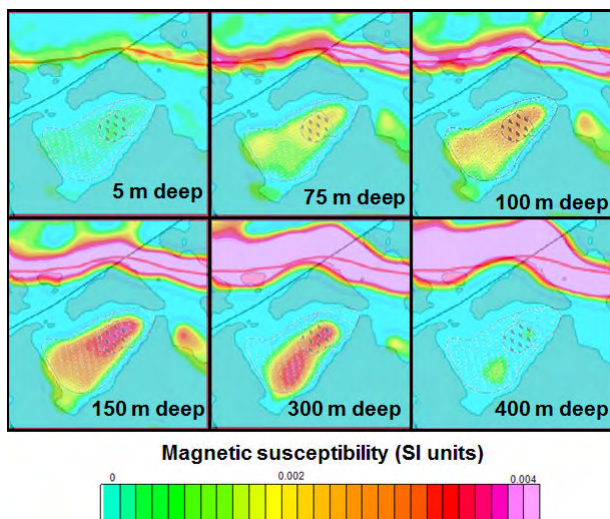 5 m deep
75 m deep
100 m deep
150 m deep
300 m deep
400 m deep
Magnetic susceptibility (SI units)
0 0.002 0.004